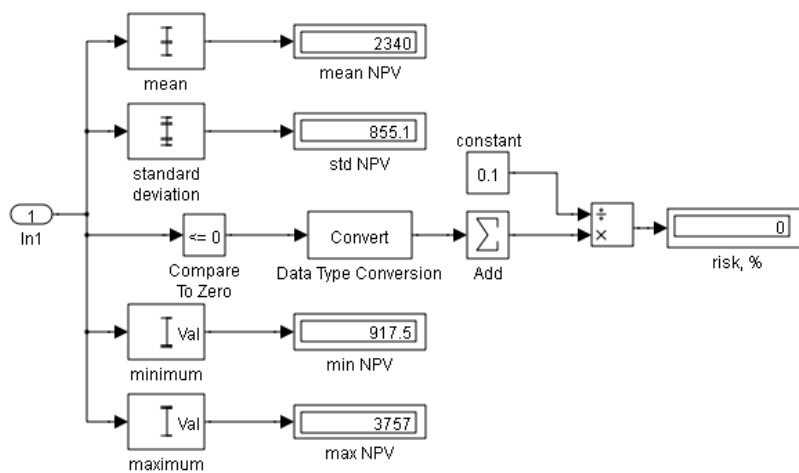 2340
mean
mean NPV
855.1
standard
deviation
std NPV
constant
0.1
1
In1
<= 0
Compare
To Zero
Convert
Data Type Conversion
Σ
Add
÷
×
0
risk, %
Val
minimum
917.5
min NPV
Val
maximum
3757
max NPV